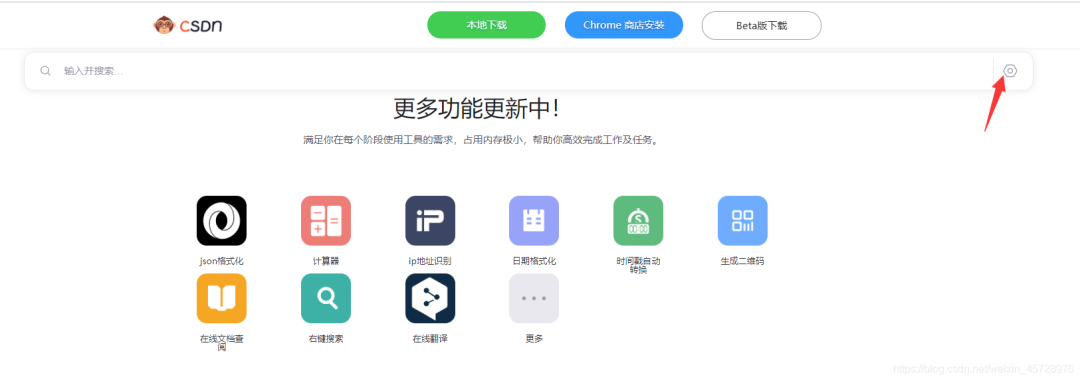 CSDN
本地下载
Chrome 商店安装
Beta版下载
输入并搜索...
更多功能更新中!
满足你在每个阶段使用工具的需求，占用内存极小，帮助你高效完成工作及任务。
iP
json格式化
计算器
ip地址识别
日期格式化
时间戳自动
转换
生成二维码
在线文档查
阅
右键搜索
在线翻译
更多
https://blog.csdn.net/weixin_45728976